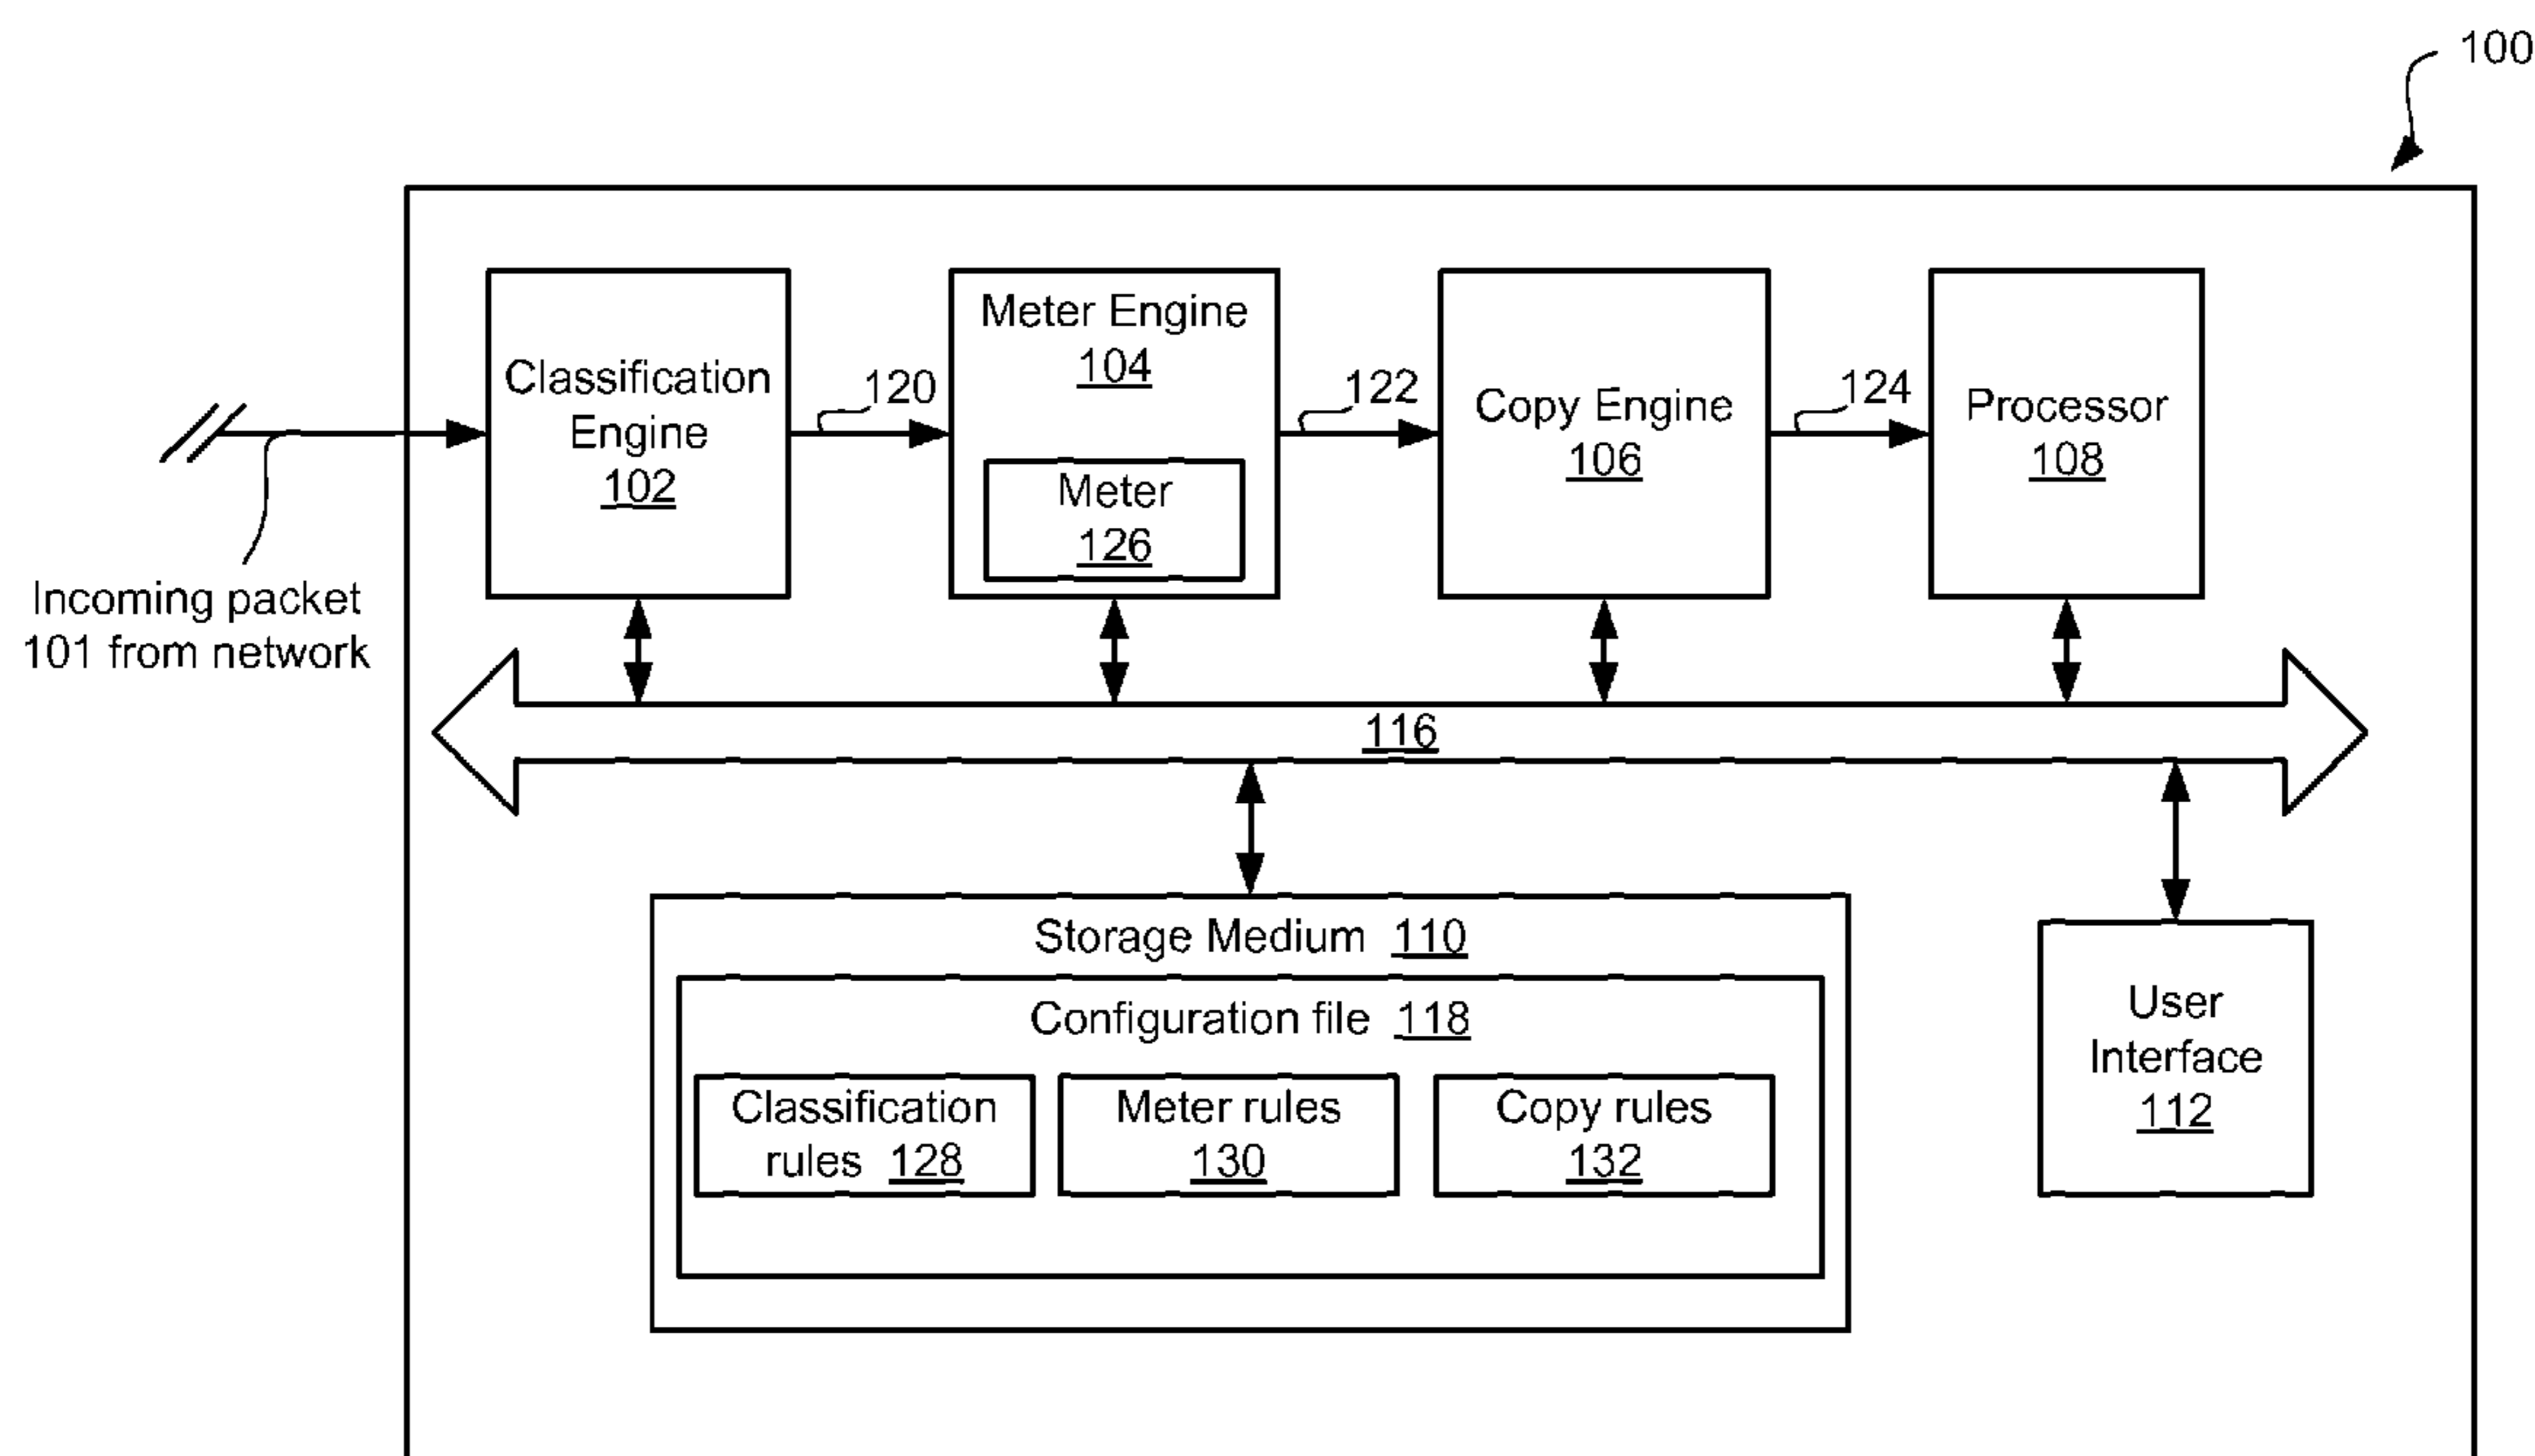 100
Classification
Engine
102
120
Meter Engine
104
Meter
126
122
Copy Engine
106
124
Processor
108
Incoming packet
101 from network
116
Storage Medium 110
Configuration file 118
Classification
rules 128
Meter rules
130
Copy rules
132
User
Interface
112